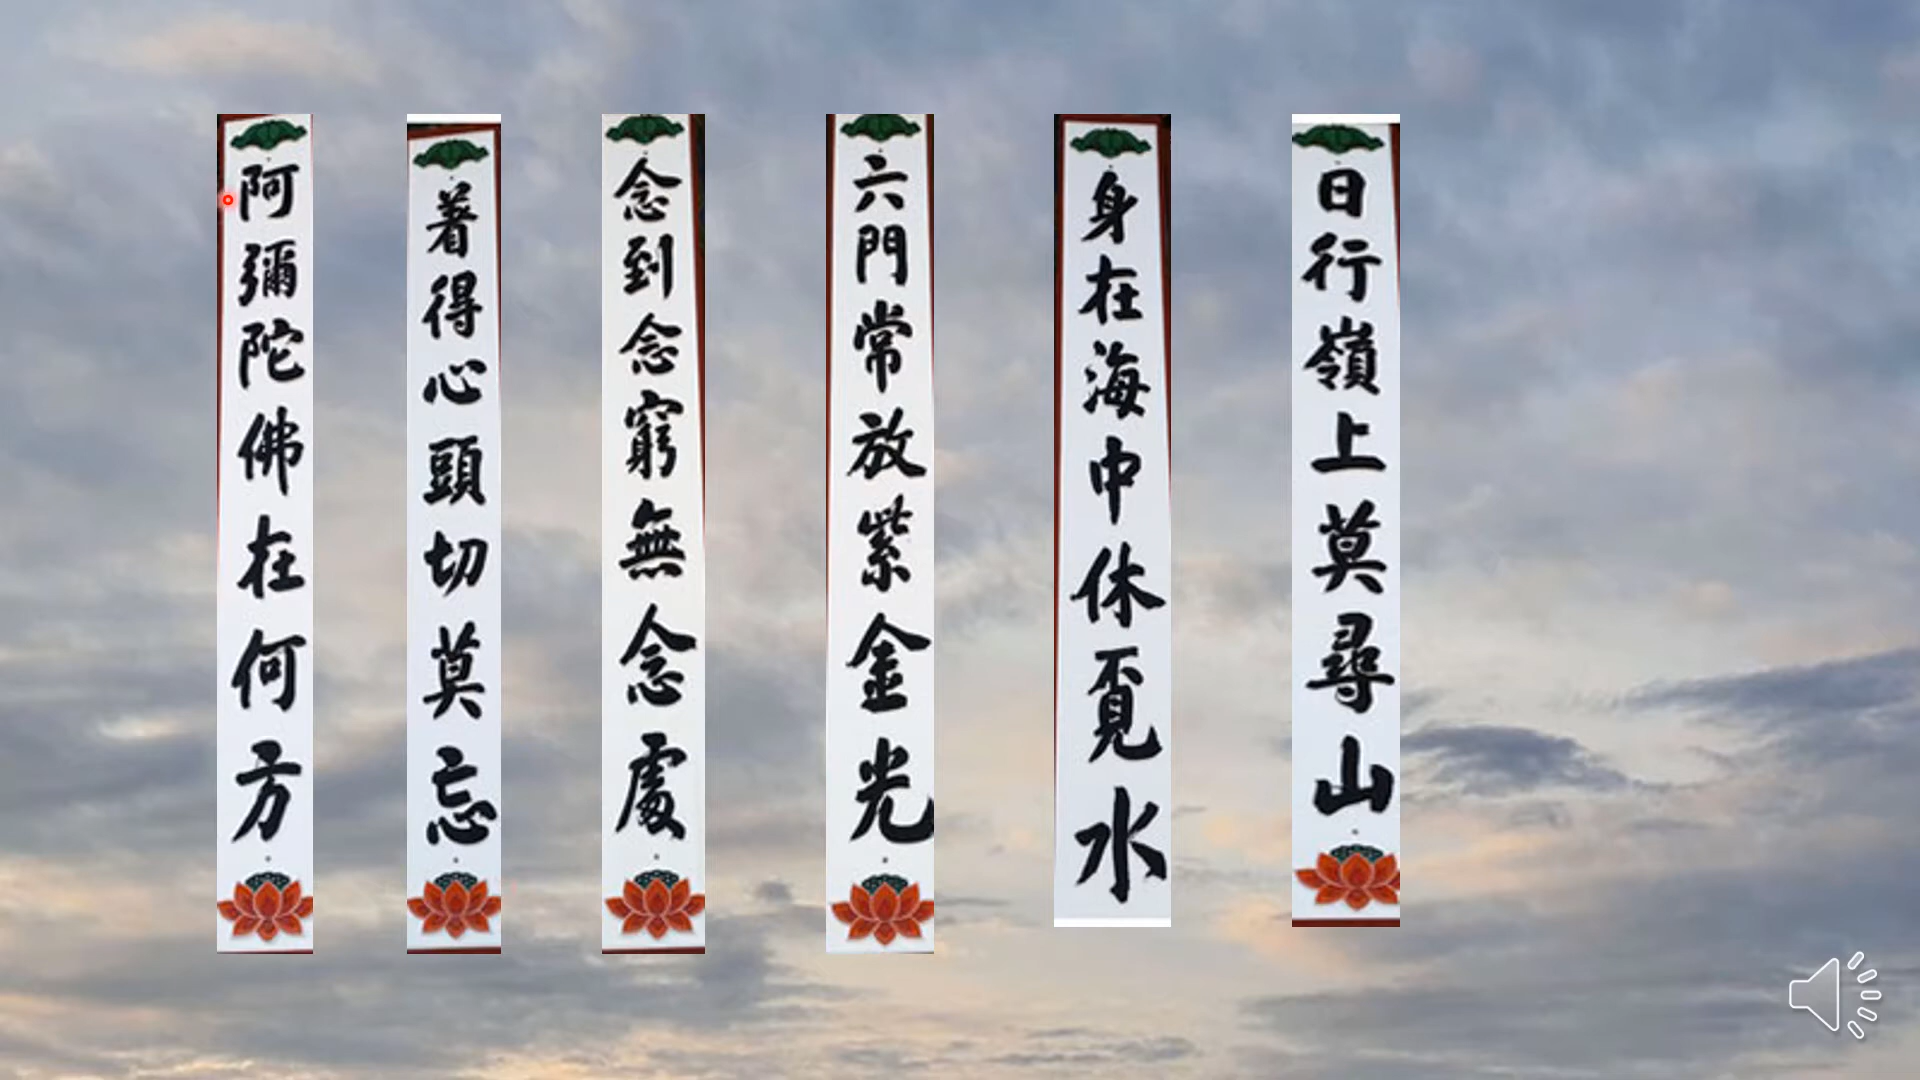 阿彌陀佛在何方
着得心頭切莫忘
念到念窮無念處
六門常放紫金光
身在海中休覓水
日行嶺上莫尋山